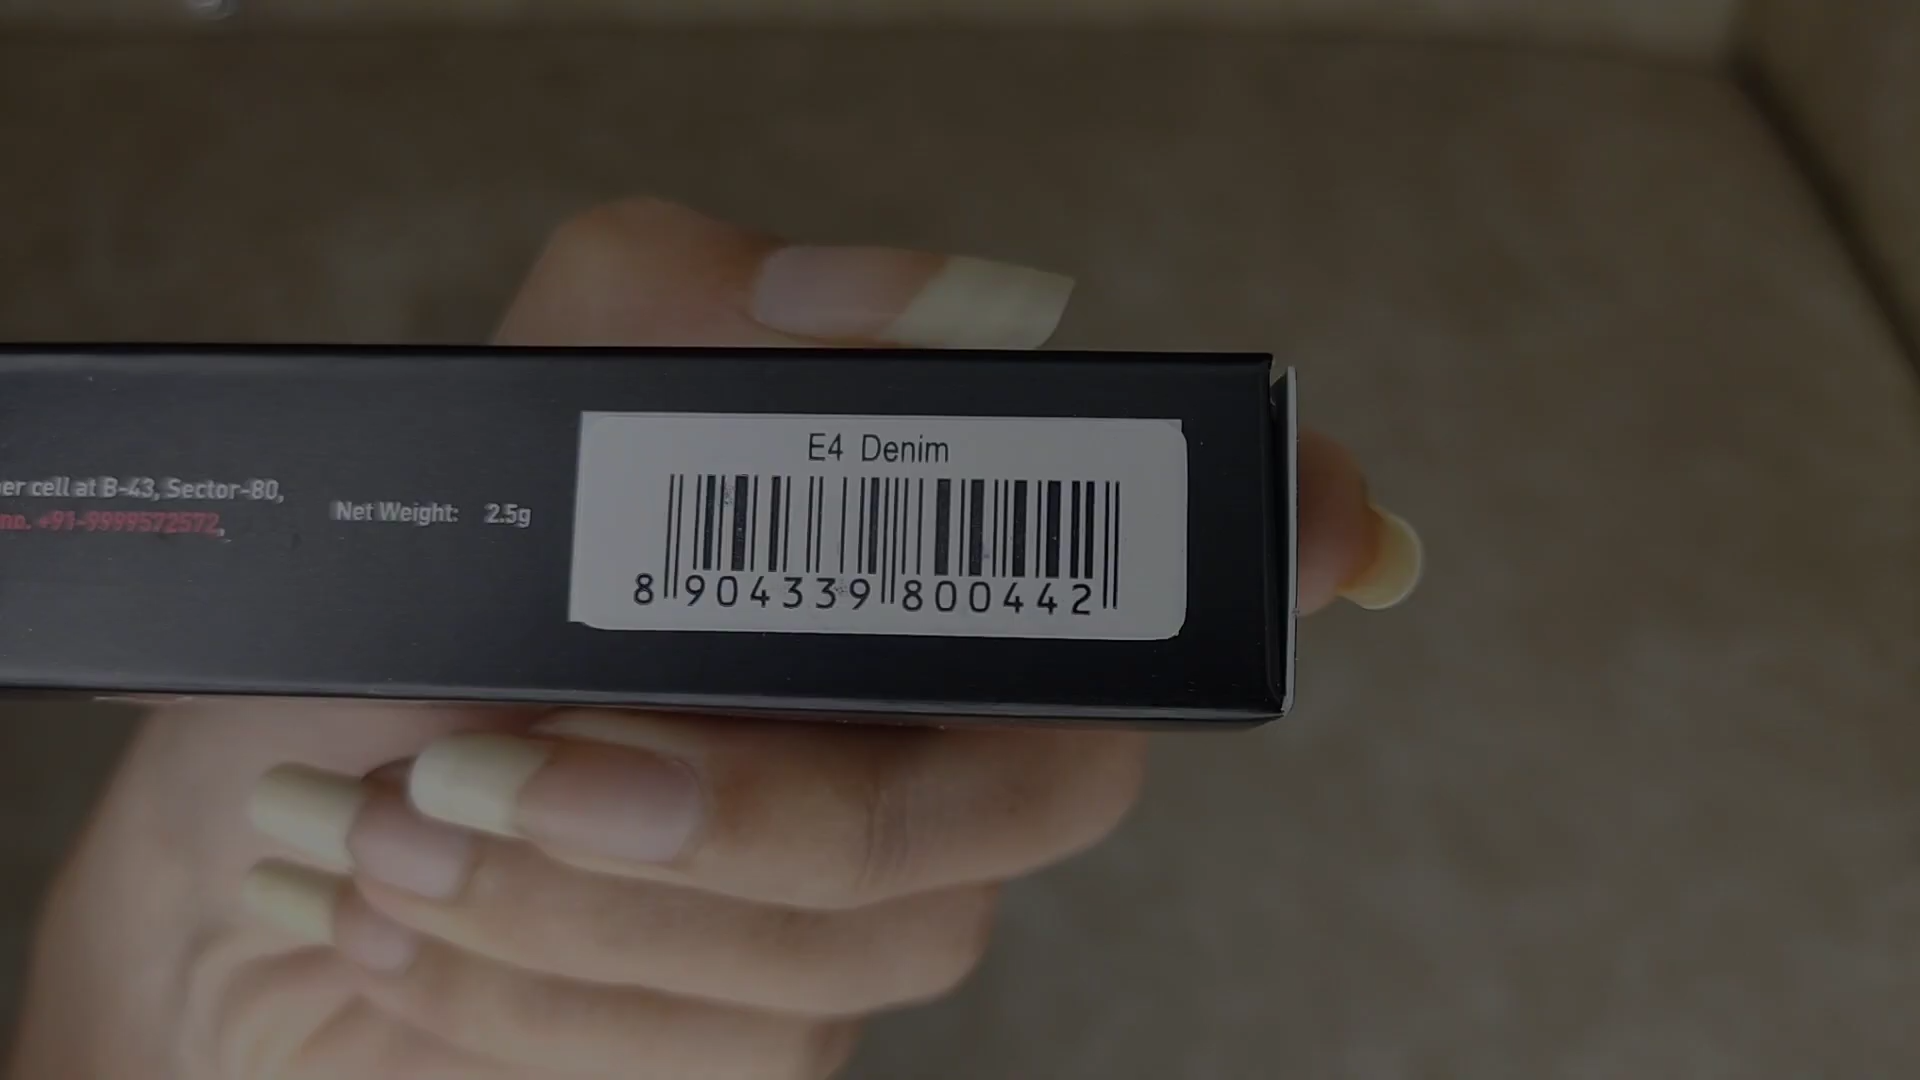 er cell at B-43, Sector-80,
no. +91-9999572572,
Net Weight: 2.5g
E4 Denim
8 904339 800442